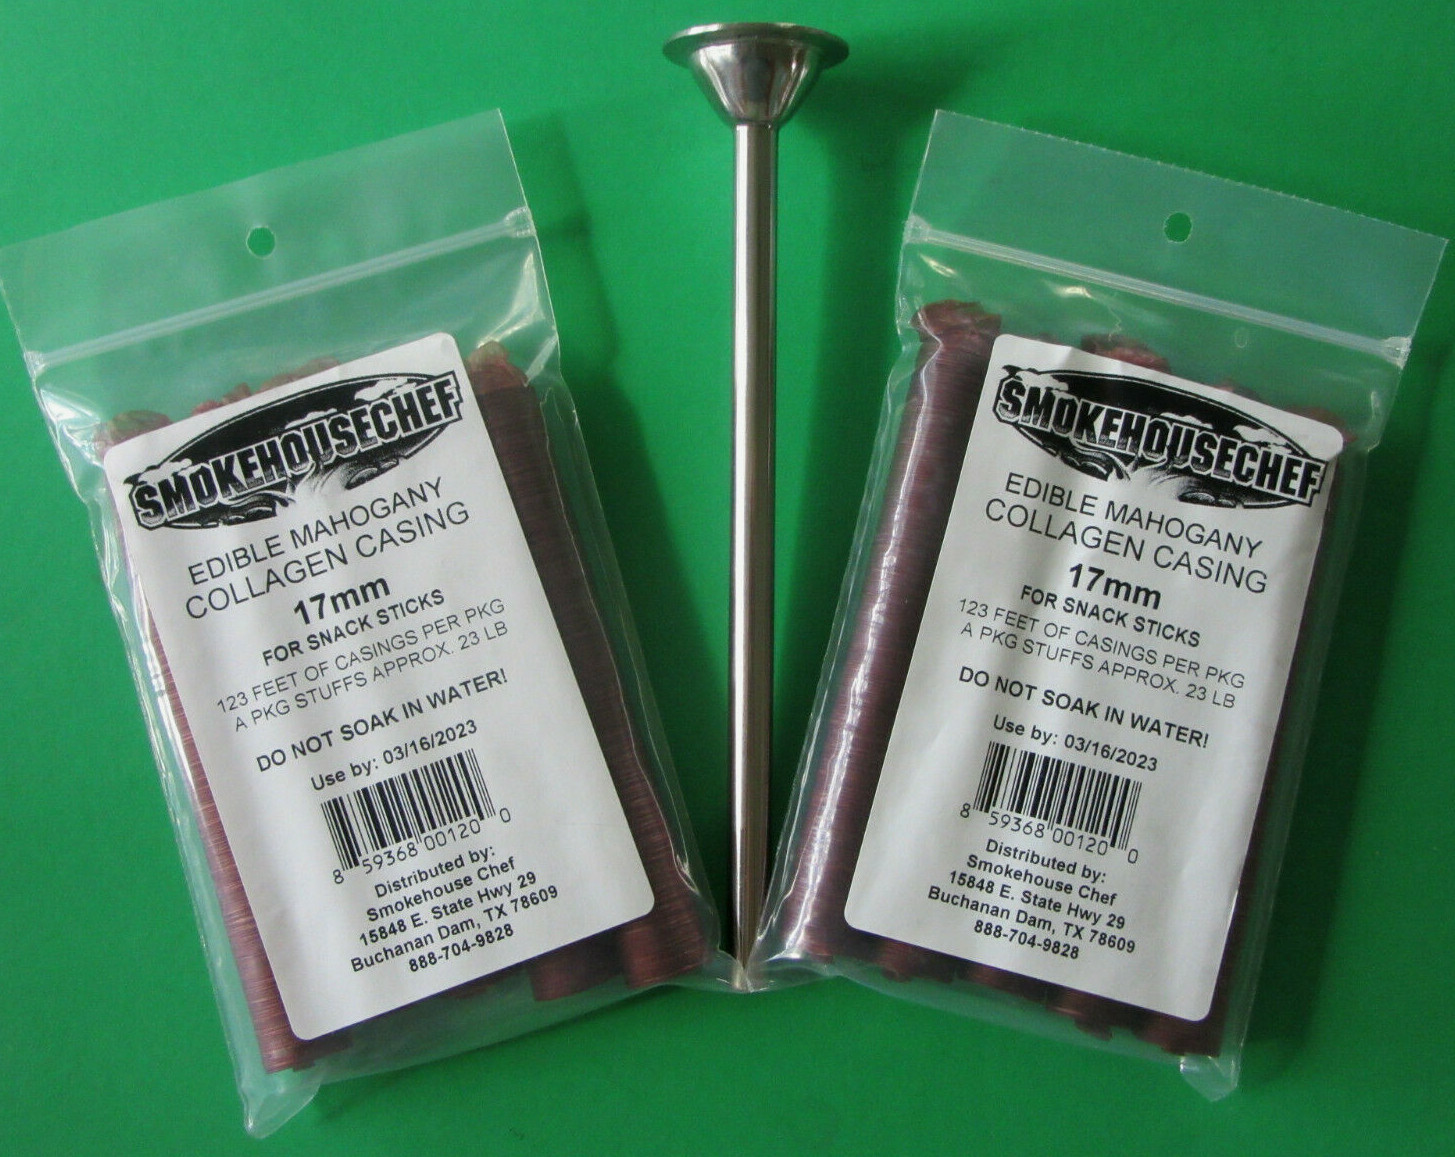 SMOKEHOUSECHEF
EDIBLE MAHOGANY
COLLAGEN CASING
17mm
FOR SNACK STICKS
123 FEET OF CASINGS PER PKG
A PKG STUFFS APPROX. 23 LB
DO NOT SOAK IN WATER!
Use by: 03/16/2023
8 59368 00120 0
Distributed by:
Smokehouse Chef
15848 E. State Hwy 29
Buchanan Dam, TX 78609
888-704-9828
SMOKEHOUSECHEF
EDIBLE MAHOGANY
COLLAGEN CASING
17mm
FOR SNACK STICKS
123 FEET OF CASINGS PER PKG
A PKG STUFFS APPROX. 23 LB
DO NOT SOAK IN WATER!
Use by: 03/16/2023
8 59368 00120 0
Distributed by:
Smokehouse Chef
15848 E. State Hwy 29
Buchanan Dam, TX 78609
888-704-9828